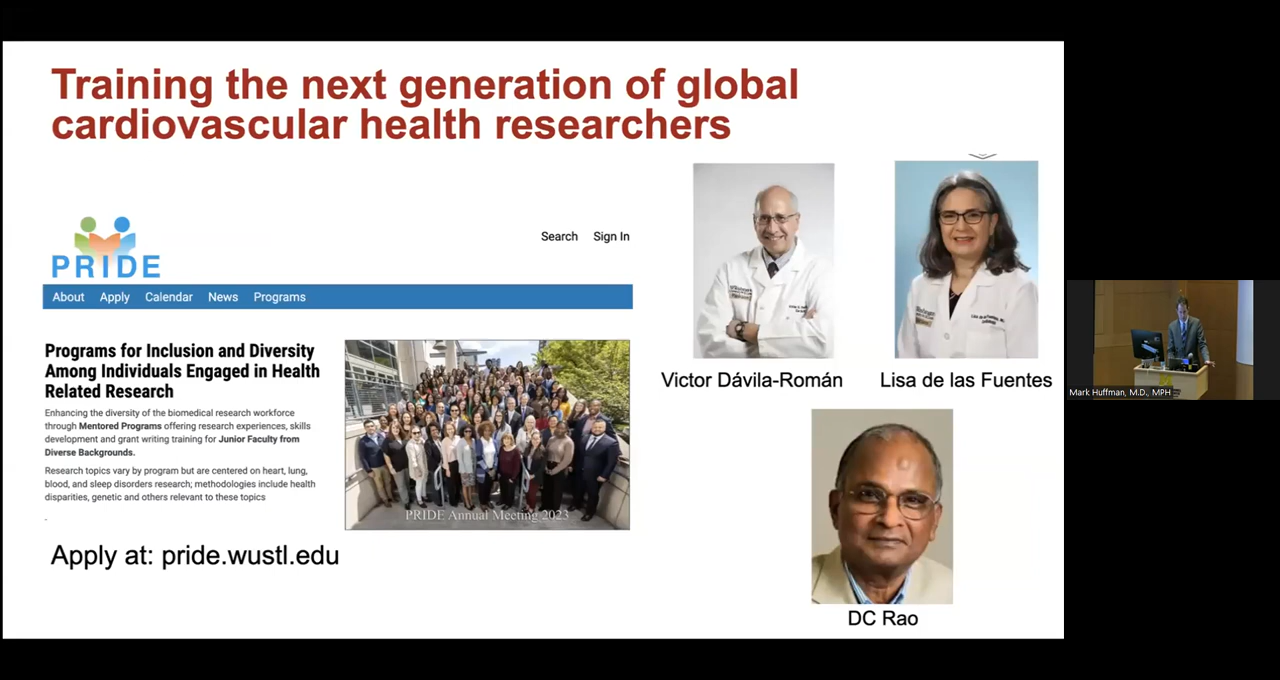 Training the next generation of global
cardiovascular health researchers
PRIDE
Search Sign In
About Apply Calendar News Programs
Programs for Inclusion and Diversity
Among Individuals Engaged in Health
Related Research
Enhancing the diversity of the biomedical research workforce
through Mentored Programs offering research experiences, skills
development and grant writing training for Junior Faculty from
Diverse Backgrounds.
Research topics vary by program but are centered on heart, lung,
blood, and sleep disorders research; methodologies include health
disparities, genetic and others relevant to these topics
PRIDE Annual Meeting 2023
Apply at: pride.wustl.edu
Victor Dávila-Román
Lisa de las Fuentes
DC Rao
Mark Huffman, M.D., MPH